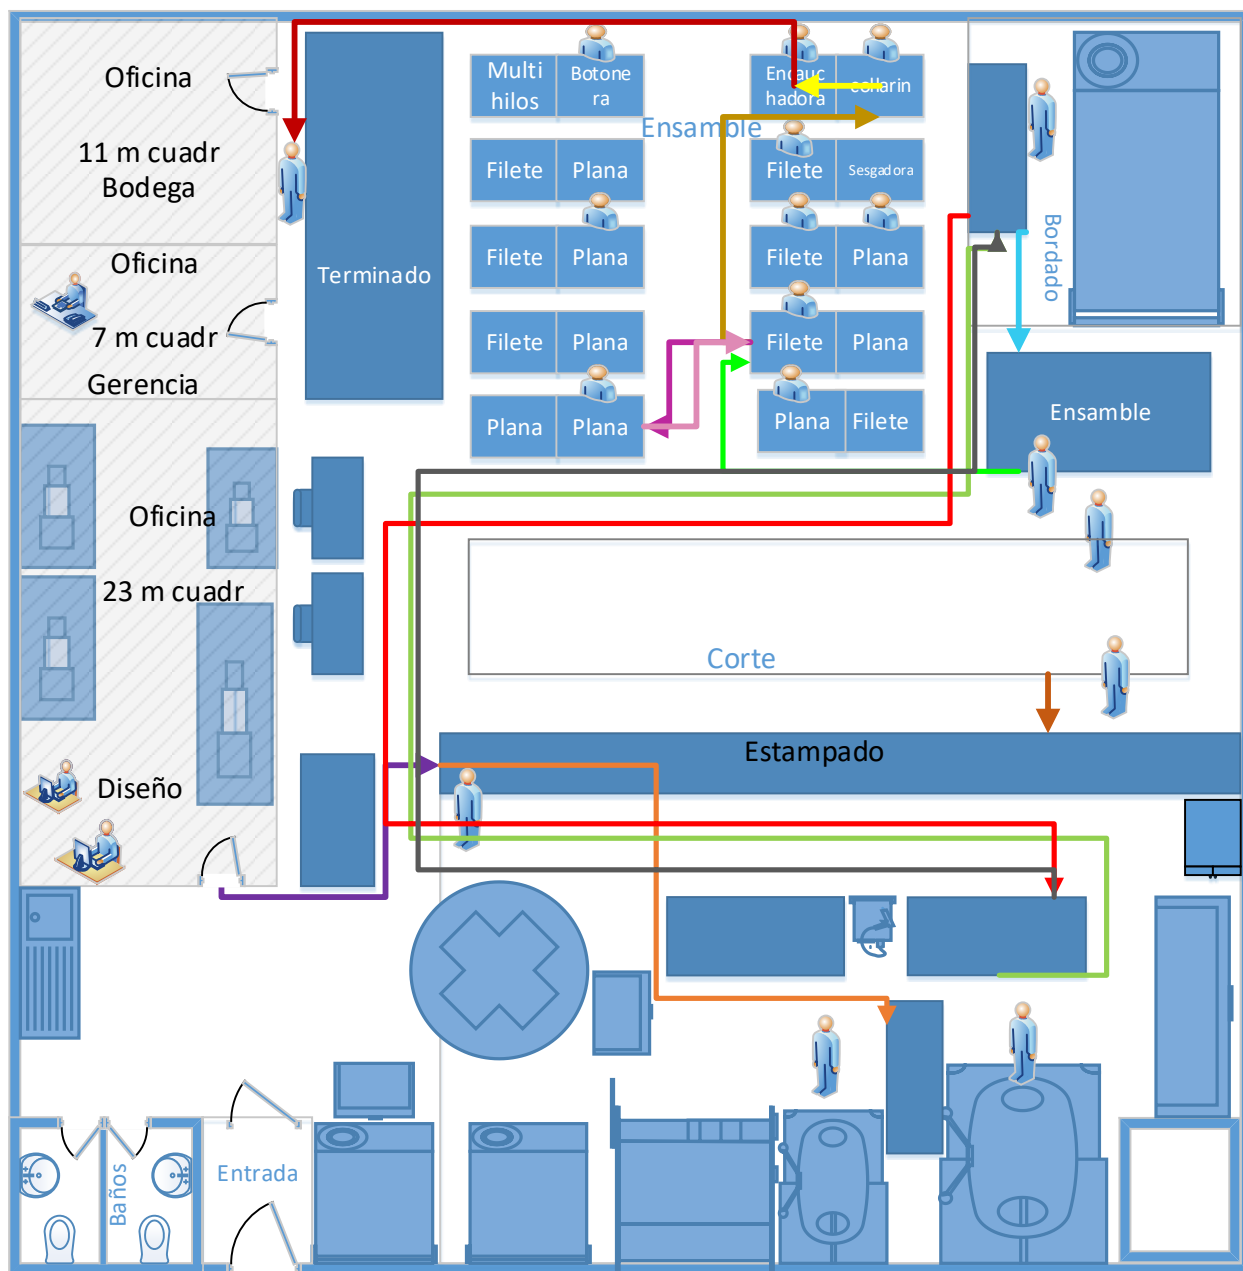 Oficina
11 m cuadr
Bodega
Oficina
7 m cuadr
Gerencia
Oficina
23 m cuadr
Diseño
Terminado
Multi
hilos
Botone
ra
Filete
Plana
Filete
Plana
Filete
Plana
Plana
Plana
Ensamble
Encauc
hadora
collarin
Filete
Sesgadora
Filete
Plana
Filete
Plana
Plana
Filete
Bordado
Ensamble
Corte
Estampado
Baños
Entrada